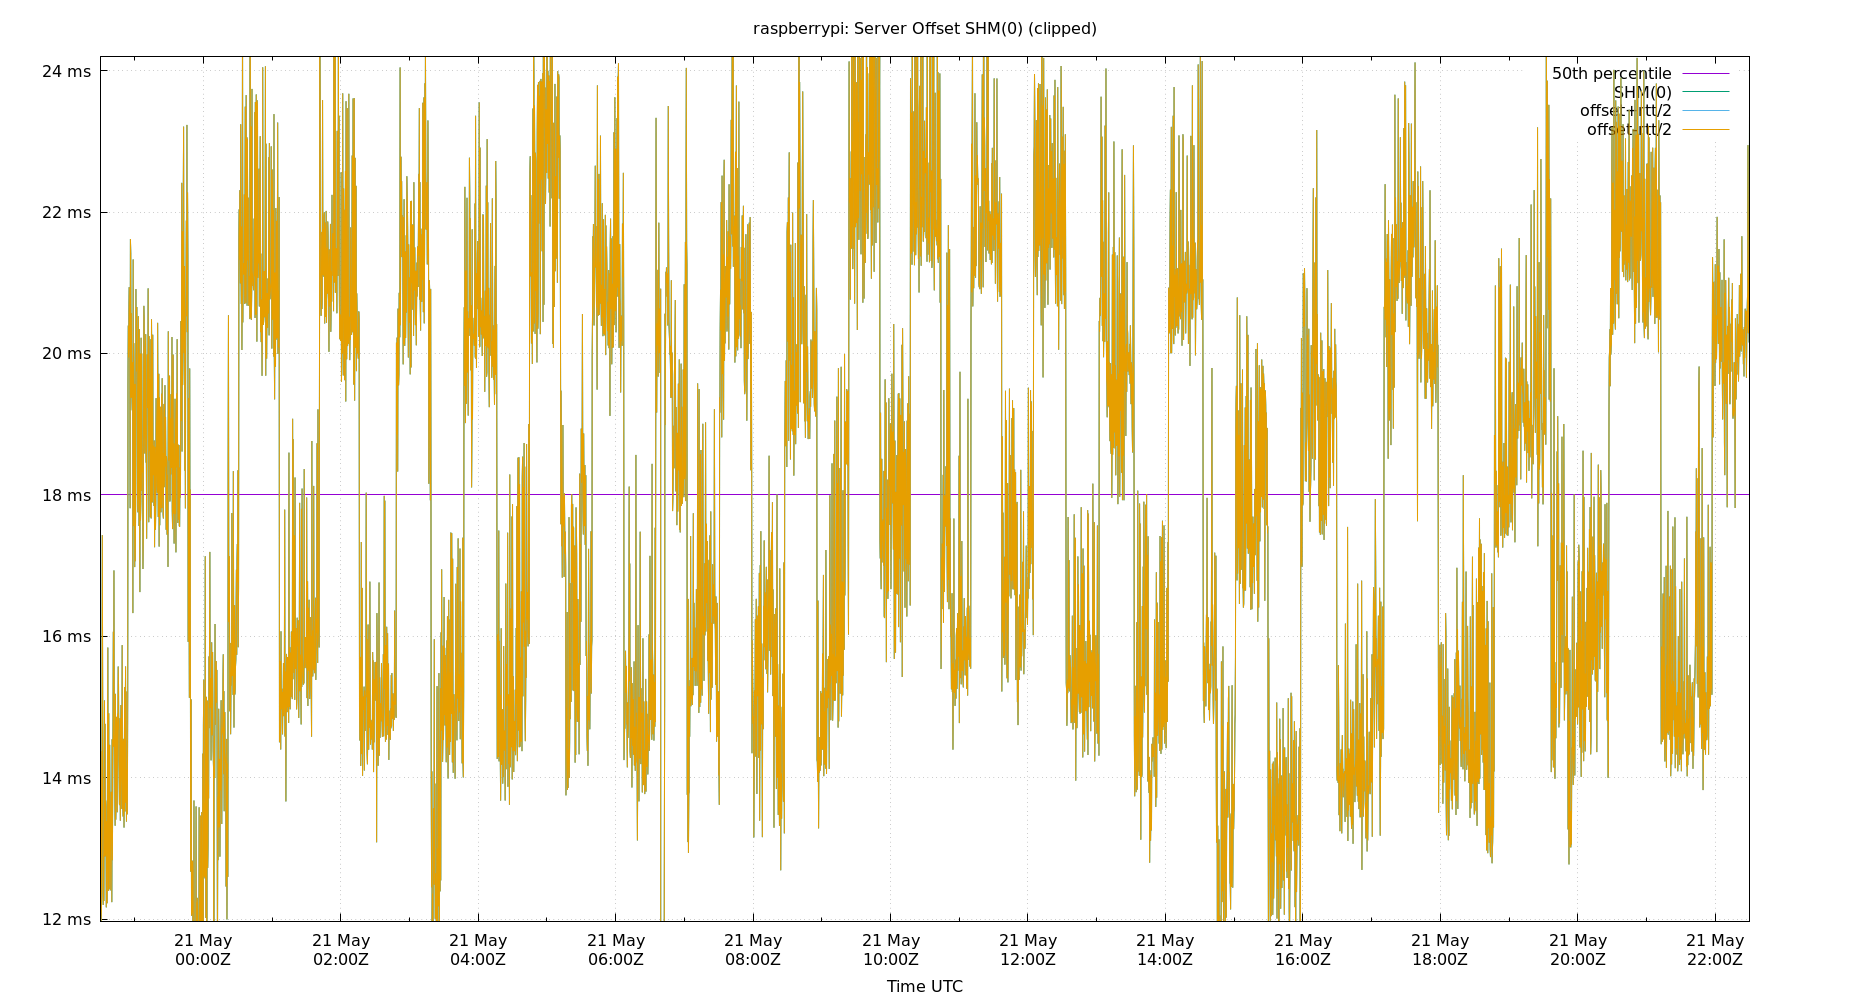 raspberrypi: Server Offset SHM(0) (clipped)
24 ms
22 ms
20 ms
18 ms
16 ms
14 ms
12 ms
50th percentile
SHM(0)
offset+rtt/2
offset-rtt/2
21 May 21 May 21 May 21 May 21 May 21 May 21 May 21 May 21 May 21 May 21 May 21 May
00:00Z 02:00Z 04:00Z 06:00Z 08:00Z 10:00Z 12:00Z 14:00Z 16:00Z 18:00Z 20:00Z 22:00Z
Time UTC